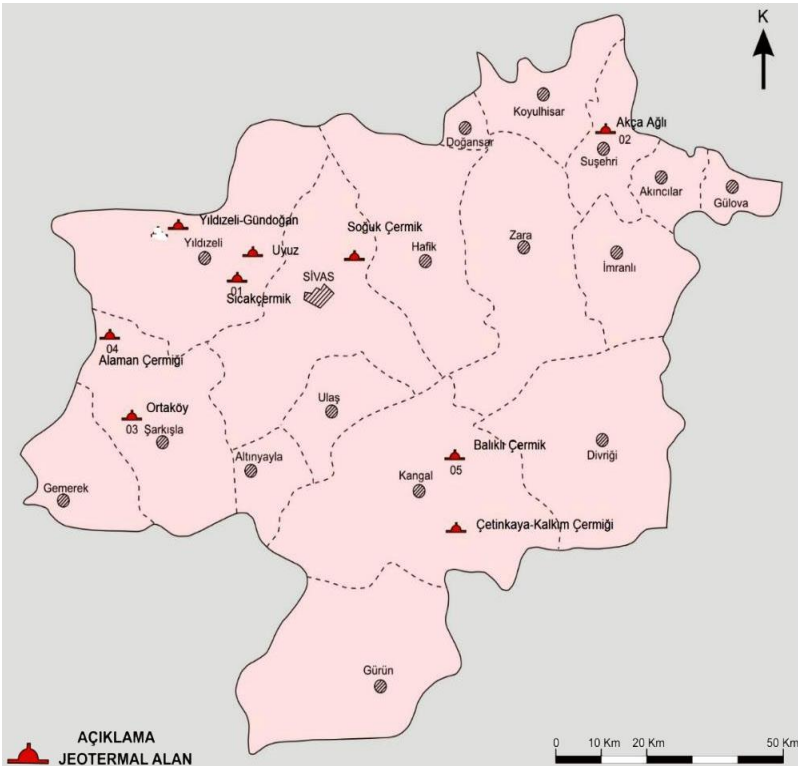 K
Koyulhisar
Akça Ağlı
02
Doğanşar
Suşehri
Akıncılar
Gülova
Yıldızeli-Gündoğan
Soğuk Çermik
Zara
Yıldızeli
Uyuz
Hafik
İmranlı
SİVAS
01
Sıcakçermik
04
Alaman Çermiği
Ulaş
Ortaköy
03 Şarkışla
Balıklı Çermik
Divriği
Altınyayla
05
Kangal
Gemerek
Çetinkaya-Kalkım Çermiği
Gürün
AÇIKLAMA
JEOTERMAL ALAN
0 10 Km 20 Km 50 Km